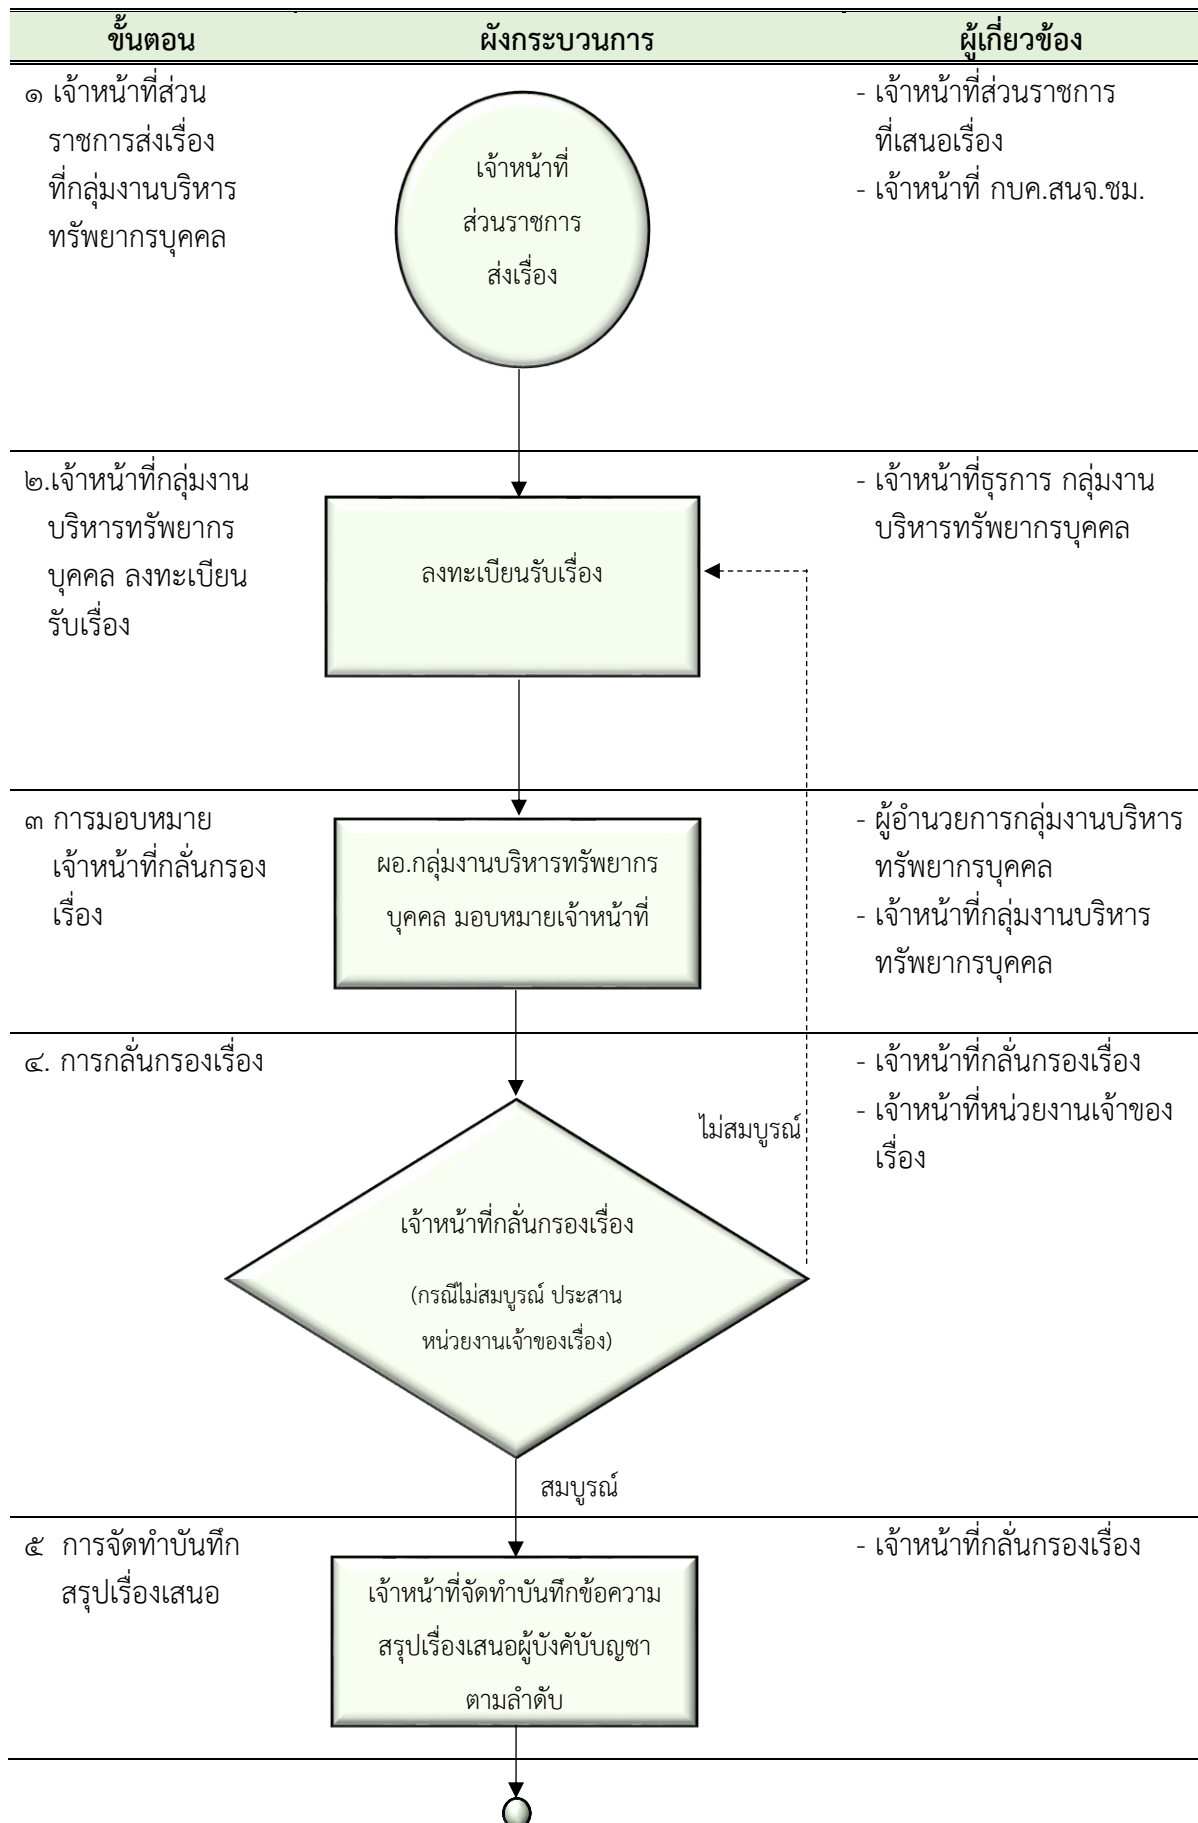 ขั้นตอน ผังกระบวนการ ผู้เกี่ยวข้อง
๑ เจ้าหน้าที่ส่วน
ราชการส่งเรื่อง
ที่กลุ่มงานบริหาร
ทรัพยากรบุคคล
เจ้าหน้าที่
ส่วนราชการ
ส่งเรื่อง
- เจ้าหน้าที่ส่วนราชการ
ที่เสนอเรื่อง
- เจ้าหน้าที่ กบค.สนจ.ชม.
๒.เจ้าหน้าที่กลุ่มงาน
บริหารทรัพยากร
บุคคล ลงทะเบียน
รับเรื่อง
ลงทะเบียนรับเรื่อง
- เจ้าหน้าที่ธุรการ กลุ่มงาน
บริหารทรัพยากรบุคคล
๓ การมอบหมาย
เจ้าหน้าที่กลั่นกรอง
เรื่อง
ผอ.กลุ่มงานบริหารทรัพยากร
บุคคล มอบหมายเจ้าหน้าที่
- ผู้อำนวยการกลุ่มงานบริหาร
ทรัพยากรบุคคล
- เจ้าหน้าที่กลุ่มงานบริหาร
ทรัพยากรบุคคล
๔. การกลั่นกรองเรื่อง
ไม่สมบูรณ์
เจ้าหน้าที่กลั่นกรองเรื่อง
(กรณีไม่สมบูรณ์ ประสาน
หน่วยงานเจ้าของเรื่อง)
สมบูรณ์
- เจ้าหน้าที่กลั่นกรองเรื่อง
- เจ้าหน้าที่หน่วยงานเจ้าของ
เรื่อง
๕ การจัดทำบันทึก
สรุปเรื่องเสนอ
เจ้าหน้าที่จัดทำบันทึกข้อความ
สรุปเรื่องเสนอผู้บังคับบัญชา
ตามลำดับ
- เจ้าหน้าที่กลั่นกรองเรื่อง